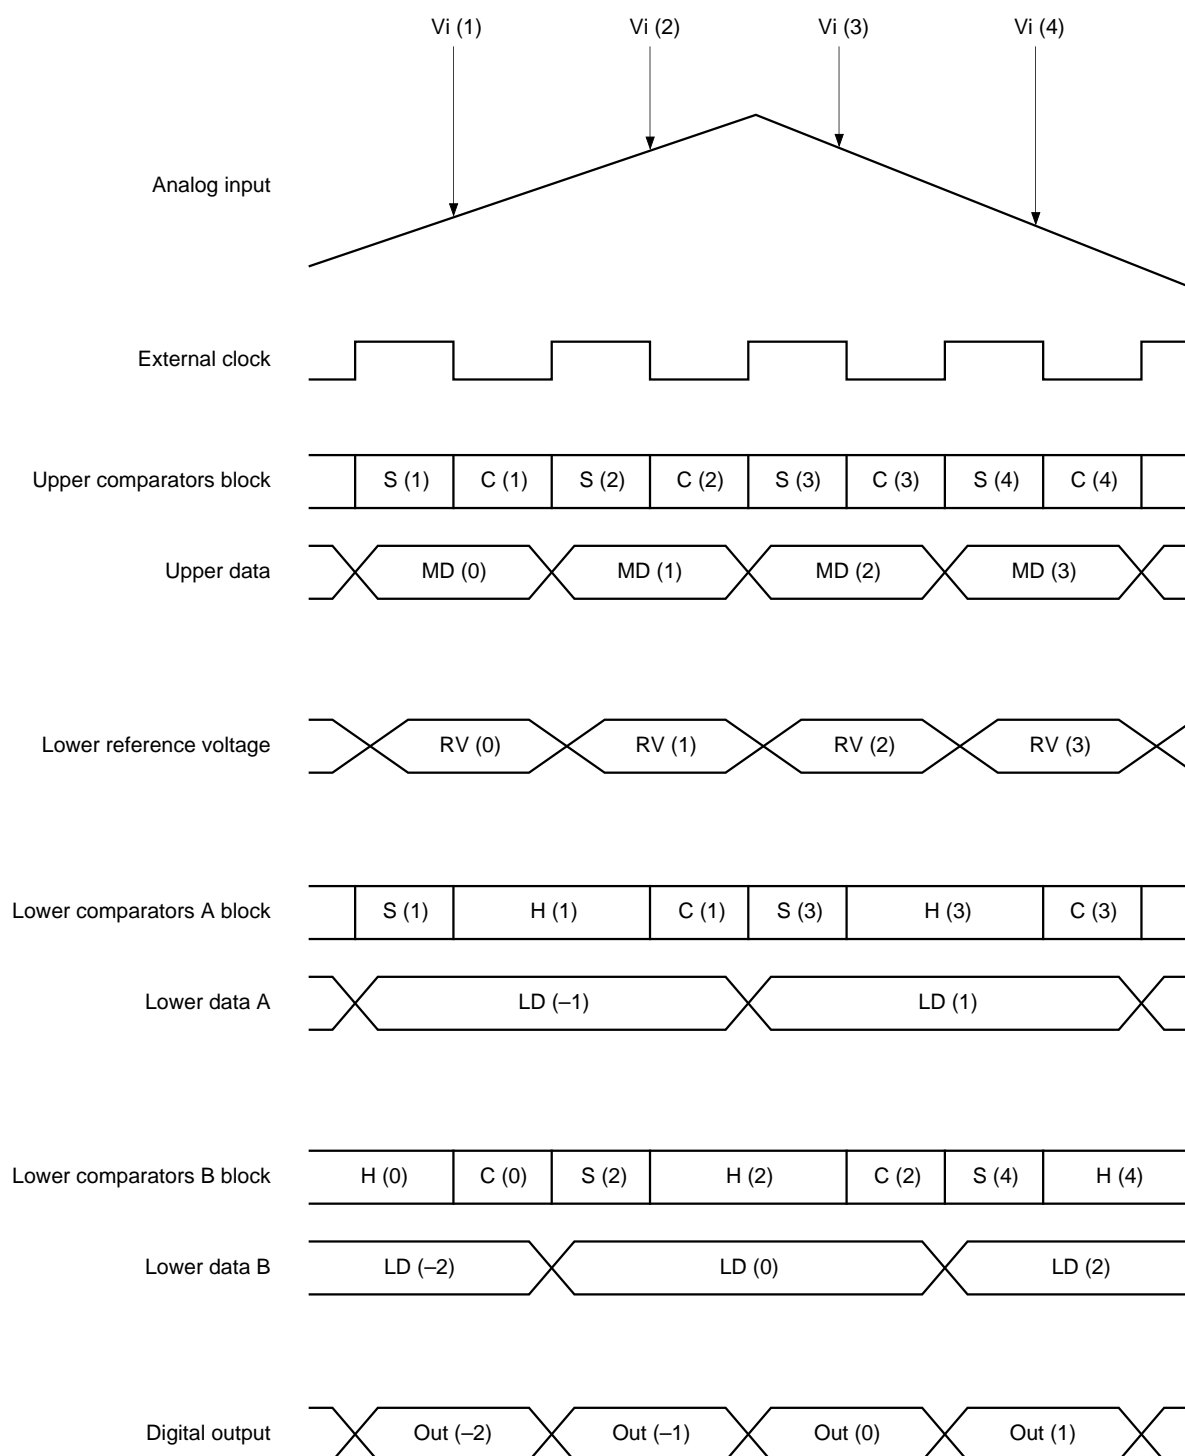 Vi (1) Vi (2) Vi (3) Vi (4)
Analog input
External clock
Upper comparators block S (1) C (1) S (2) C (2) S (3) C (3) S (4) C (4)
Upper data MD (0) MD (1) MD (2) MD (3)
Lower reference voltage RV (0) RV (1) RV (2) RV (3)
Lower comparators A block S (1) H (1) C (1) S (3) H (3) C (3)
Lower data A LD (–1) LD (1)
Lower comparators B block H (0) C (0) S (2) H (2) C (2) S (4) H (4)
Lower data B LD (–2) LD (0) LD (2)
Digital output Out (–2) Out (–1) Out (0) Out (1)